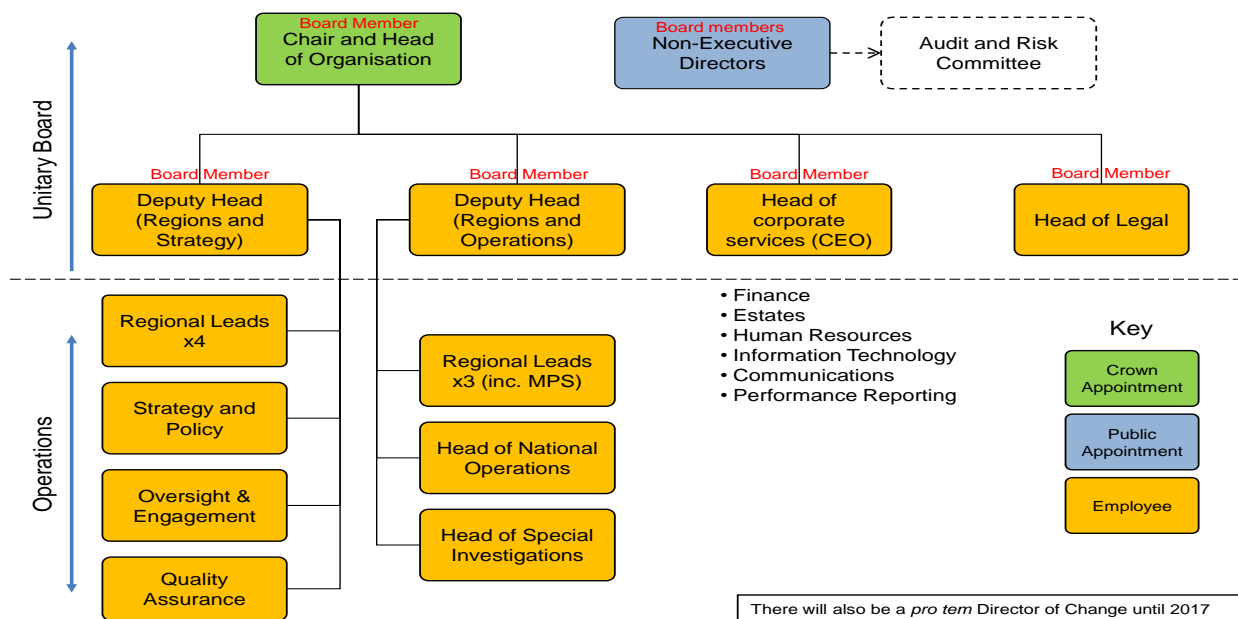 Board Member
Chair and Head
of Organisation
Board members
Non-Executive
Directors
Audit and Risk
Committee
Unitary Board
Board Member
Deputy Head
(Regions and
Strategy)
Board Member
Deputy Head
(Regions and
Operations)
Board Member
Head of
corporate
services (CEO)
Board Member
Head of Legal
Operations
Regional Leads
x4
Strategy and
Policy
Oversight &
Engagement
Quality
Assurance
Regional Leads
x3 (inc. MPS)
Head of National
Operations
Head of Special
Investigations
• Finance
• Estates
• Human Resources
• Information Technology
• Communications
• Performance Reporting
Key
Crown
Appointment
Public
Appointment
Employee
There will also be a pro tem Director of Change until 2017